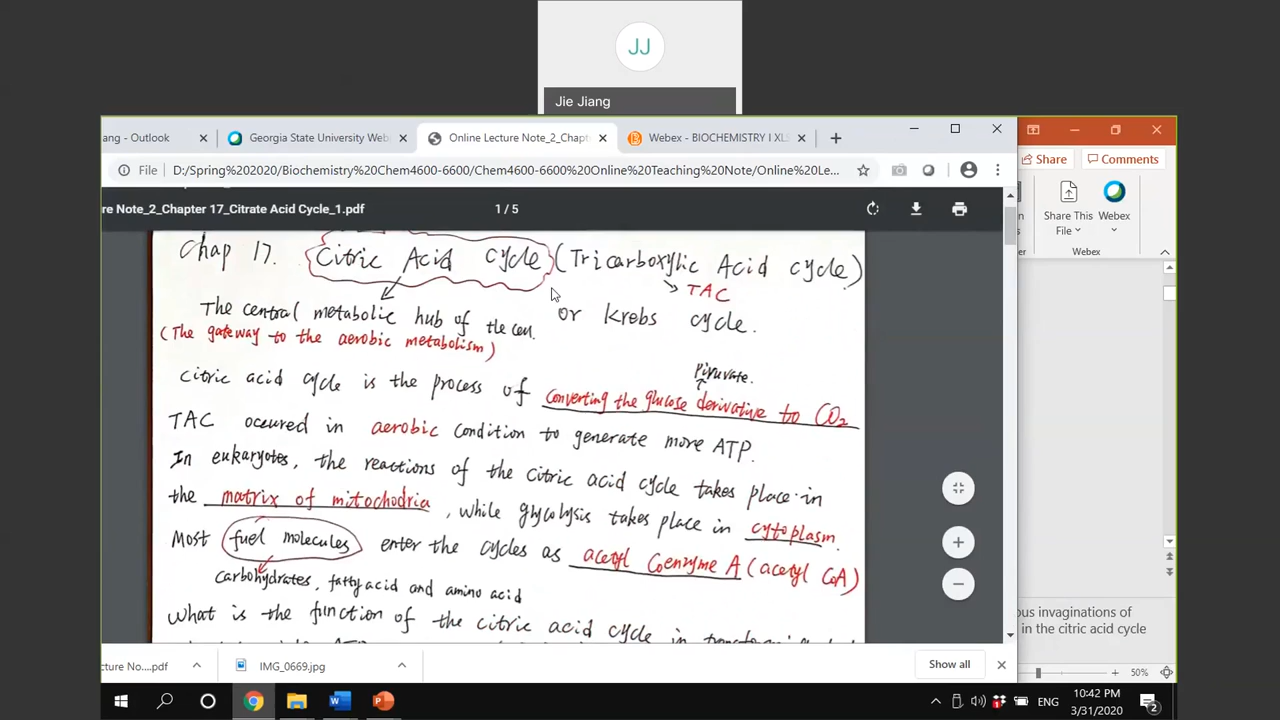 JJ
Jie Jiang
ang - Outlook
Georgia State University Web
Online Lecture Note_2_Chapt
Webex - BIOCHEMISTRY I XLS
File
D:/Spring%202020/Biochemistry%20Chem4600-6600/Chem4600-6600%20Online%20Teaching%20Note/Online%20Le...
Share
Comments
Share This File
Webex
Webex
re Note_2_Chapter 17_Citrate Acid Cycle_1.pdf
1 / 5
Chap 17. Citric Acid Cycle (Tricarboxylic Acid cycle)
TAC
The central metabolic hub of the cell. or Krebs cycle.
(The gateway to the aerobic metabolism)
Piruvate.
Citric acid cycle is the process of converting the glucose derivative to CO2
TAC occured in aerobic condition to generate more ATP.
In eukaryotes, the reactions of the citric acid cycle takes place in
the matrix of mitochodria, while glycolysis takes place in cytoplasm.
Most fuel molecules enter the cycles as acetyl Coenzyme A (acetyl CoA)
Carbohydrates, fatty acid and amino acid
What is the function of the citric acid cycle in
ous invaginations of
in the citric acid cycle
cture No....pdf
IMG_0669.jpg
Show all
50%
ENG
10:42 PM
3/31/2020
2